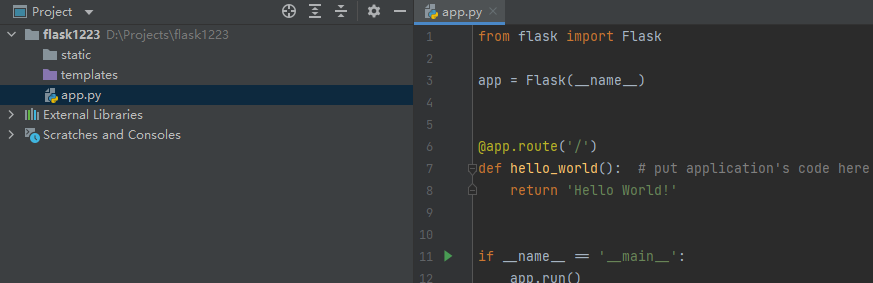 Project
flask1223 D:\Projects\flask1223
static
templates
app.py
External Libraries
Scratches and Consoles
app.py
1 from flask import Flask
2
3 app = Flask(__name__)
4
5
6 @app.route('/')
7 def hello_world():  # put application's code here
8     return 'Hello World!'
9
10
11 if __name__ == '__main__':
12     app.run()